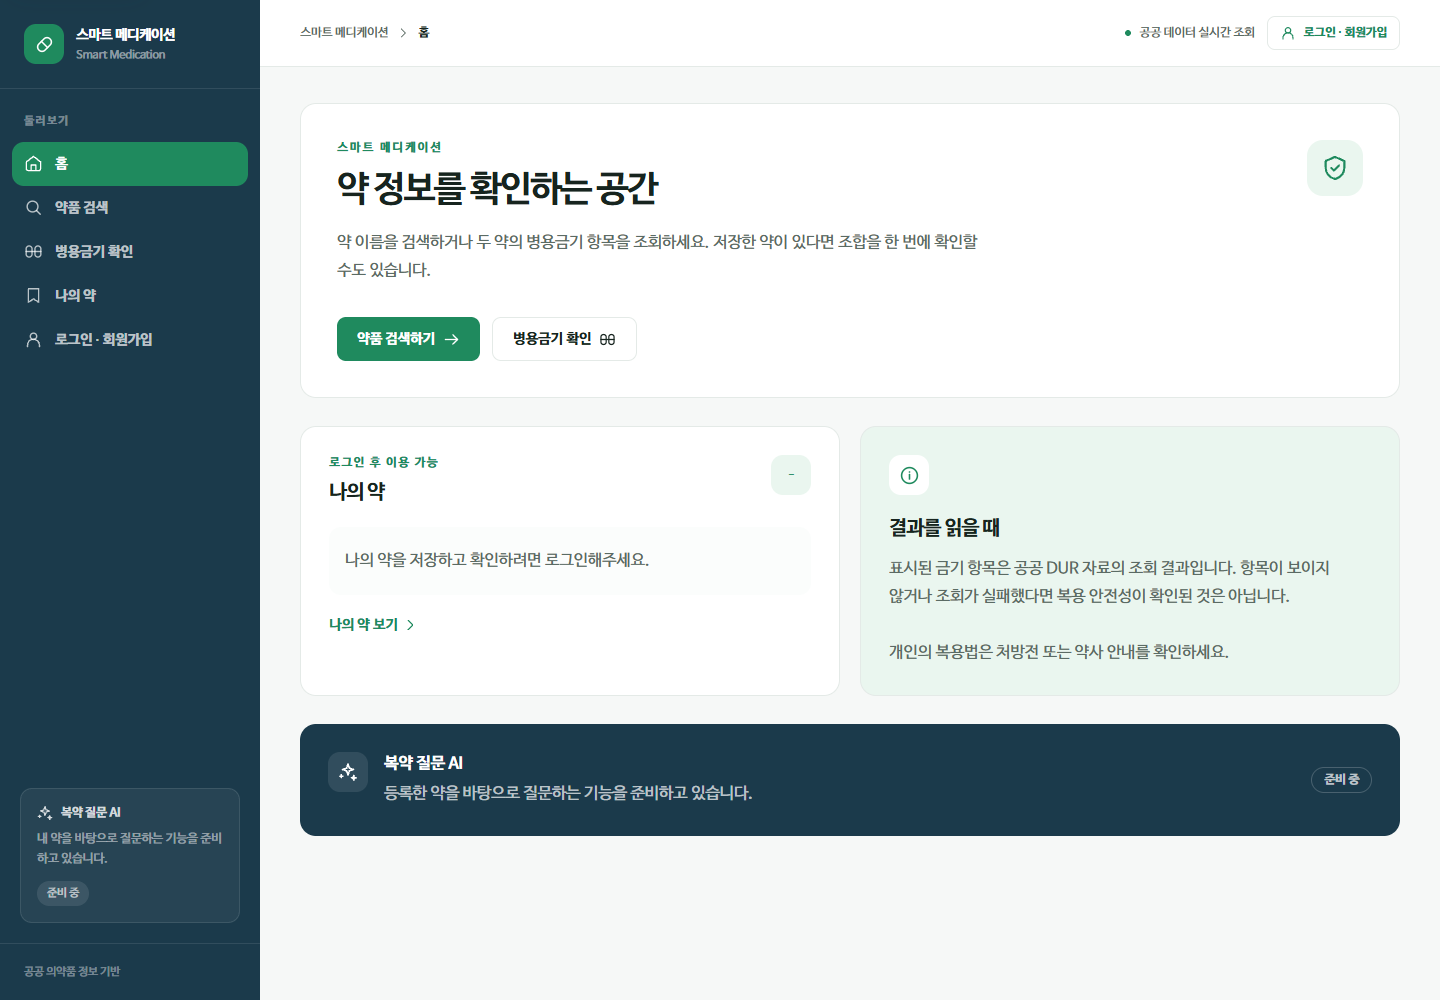 스마트 메디케이션
Smart Medication
둘러보기
홈
약품 검색
병용금기 확인
나의 약
로그인 · 회원가입
복약 질문 AI
내 약을 바탕으로 질문하는 기능을 준비
하고 있습니다.
준비 중
공공 의약품 정보 기반
스마트 메디케이션 > 홈
공공 데이터 실시간 조회
로그인 · 회원가입
스마트 메디케이션
약 정보를 확인하는 공간
약 이름을 검색하거나 두 약의 병용금기 항목을 조회하세요. 저장한 약이 있다면 조합을 한 번에 확인할
수도 있습니다.
약품 검색하기 →
병용금기 확인
로그인 후 이용 가능
나의 약
–
나의 약을 저장하고 확인하려면 로그인해주세요.
나의 약 보기 >
결과를 읽을 때
표시된 금기 항목은 공공 DUR 자료의 조회 결과입니다. 항목이 보이지
않거나 조회가 실패했다면 복용 안전성이 확인된 것은 아닙니다.
개인의 복용법은 처방전 또는 약사 안내를 확인하세요.
복약 질문 AI
등록한 약을 바탕으로 질문하는 기능을 준비하고 있습니다.
준비 중